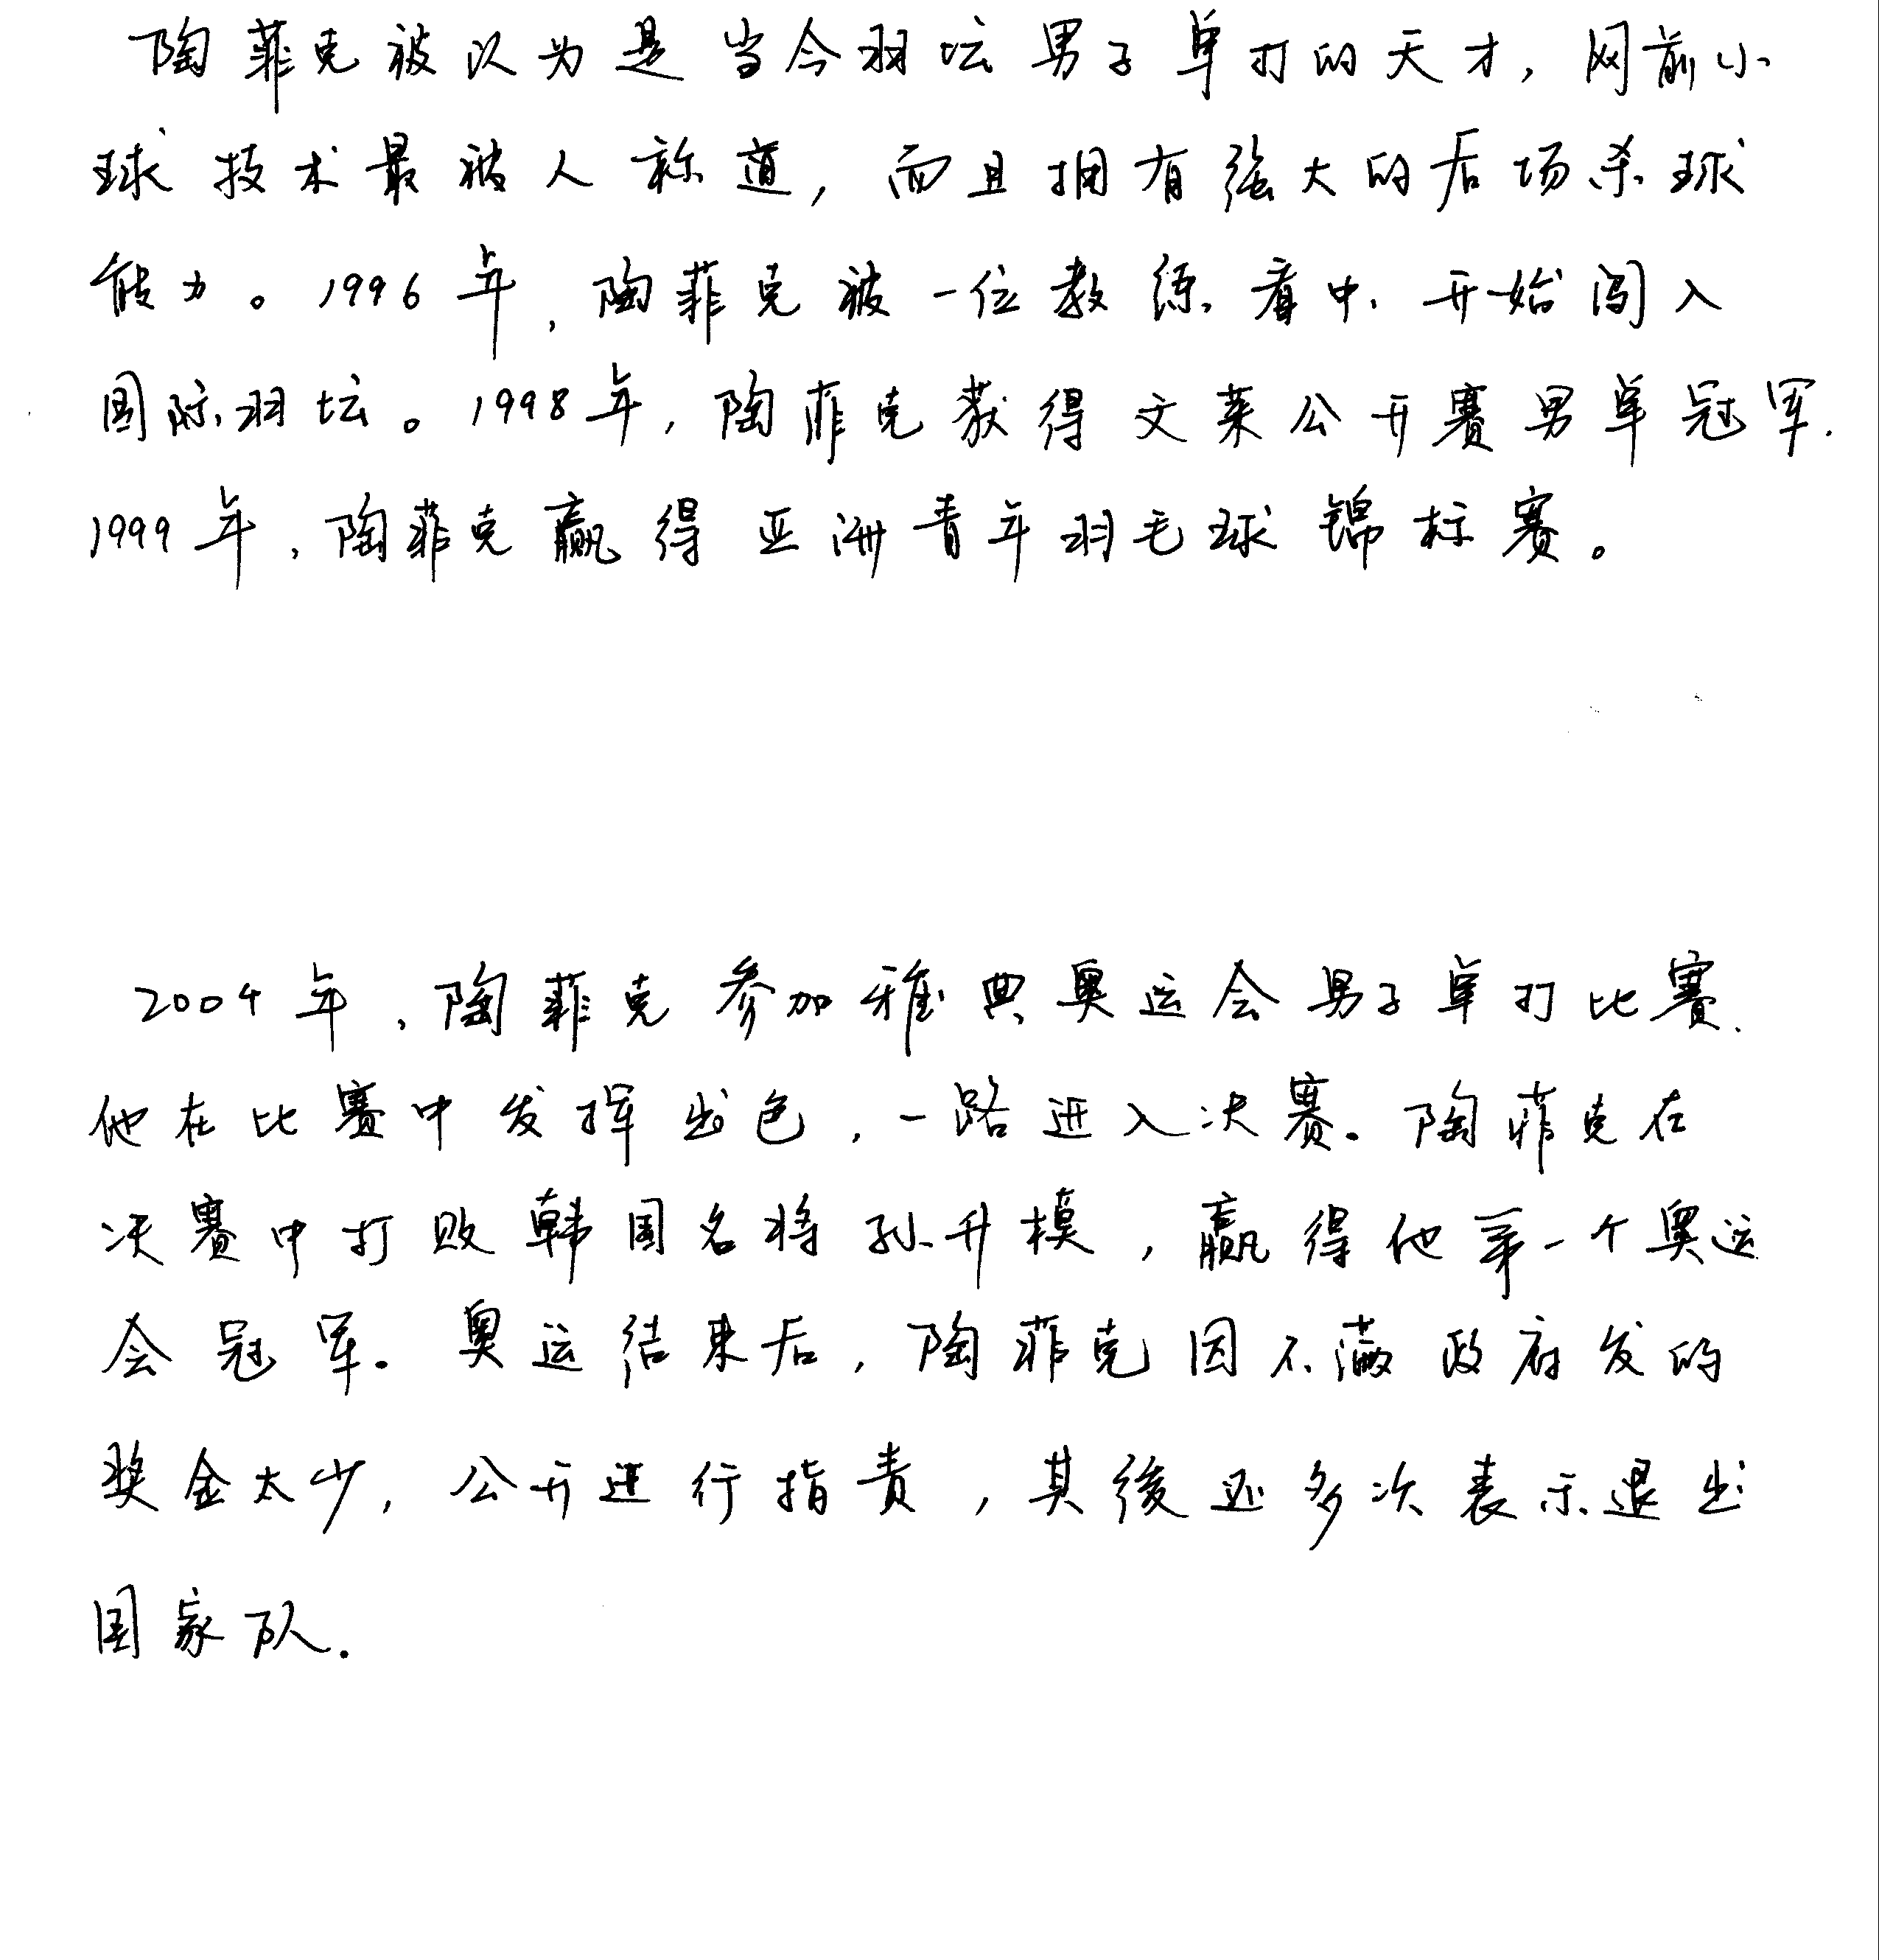 陶菲克被以为是当今羽坛男子单打的天才，网前小
球技术最被人称道，而且拥有强大的后场杀球
能力。1996年，陶菲克被一位教练看中，开始闯入
国际羽坛。1998年，陶菲克获得文莱公开赛男单冠军．
1999年，陶菲克赢得亚洲青年羽毛球锦标赛。
2004年，陶菲克参加雅典奥运会男子单打比赛．
他在比赛中发挥出色，一路进入决赛．陶菲克在
决赛中打败韩国名将孙升模，赢得他第一个奥运
会冠军．奥运结束后，陶菲克因不满政府发的
奖金太少，公开进行指责，其後还多次表示退出
国家队．